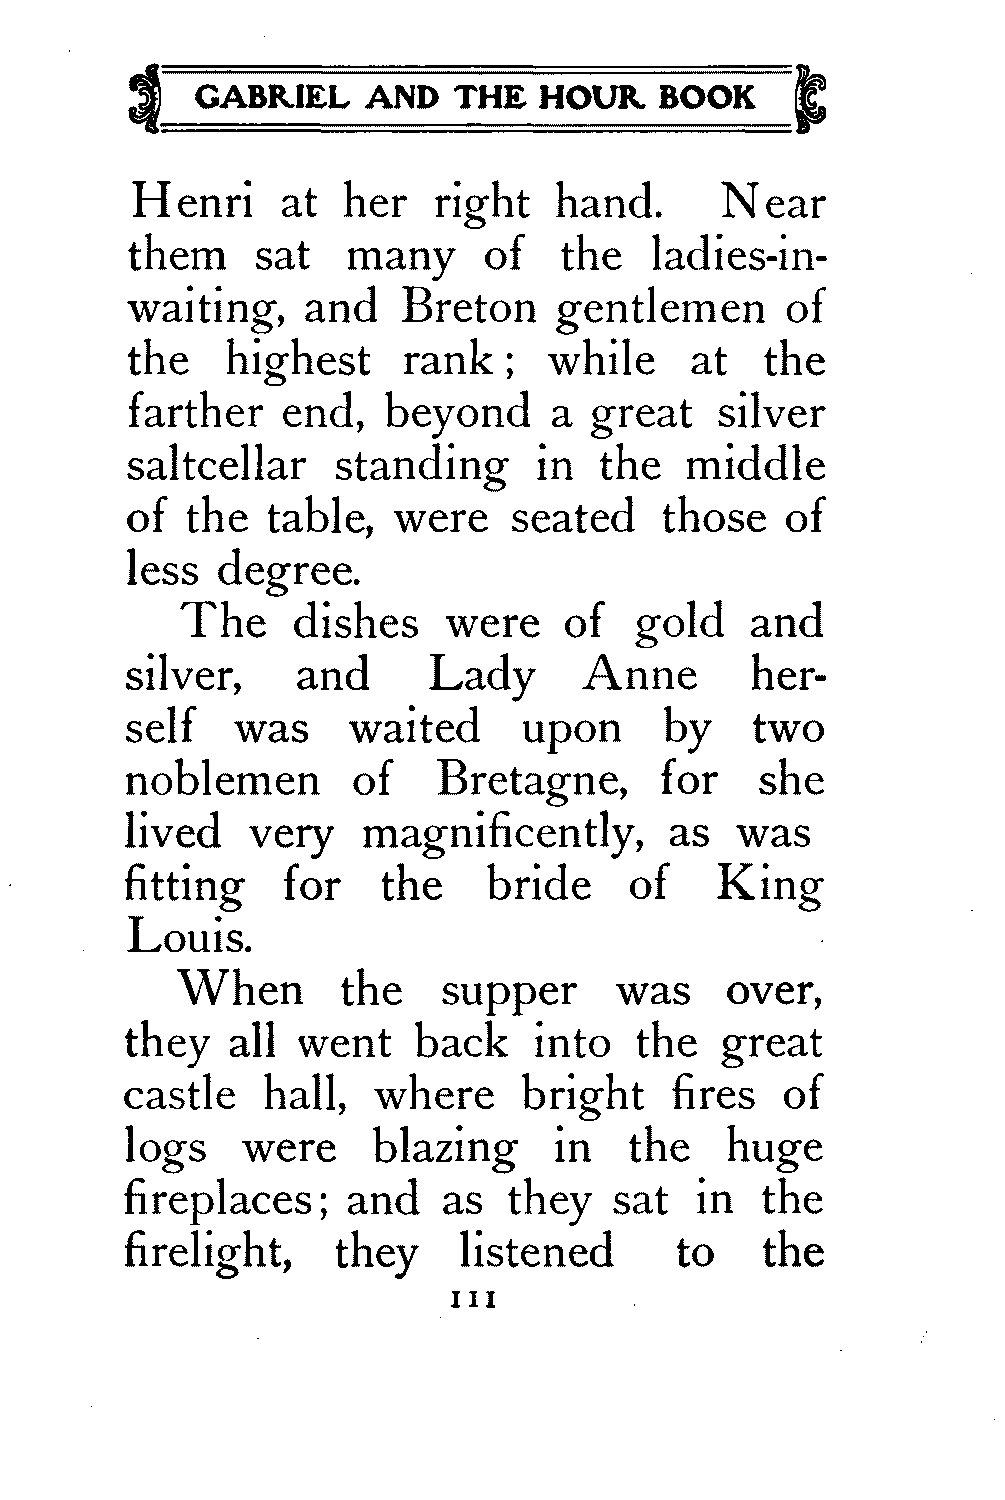 GABRIEL AND THE HOUR BOOK
Henri at her right hand. Near
them sat many of the ladies-in-
waiting, and Breton gentlemen of
the highest rank; while at the
farther end, beyond a great silver
saltcellar standing in the middle
of the table, were seated those of
less degree.
The dishes were of gold and
silver, and Lady Anne her-
self was waited upon by two
noblemen of Bretagne, for she
lived very magnificently, as was
fitting for the bride of King
Louis.
When the supper was over,
they all went back into the great
castle hall, where bright fires of
logs were blazing in the huge
fireplaces; and as they sat in the
firelight, they listened to the
111